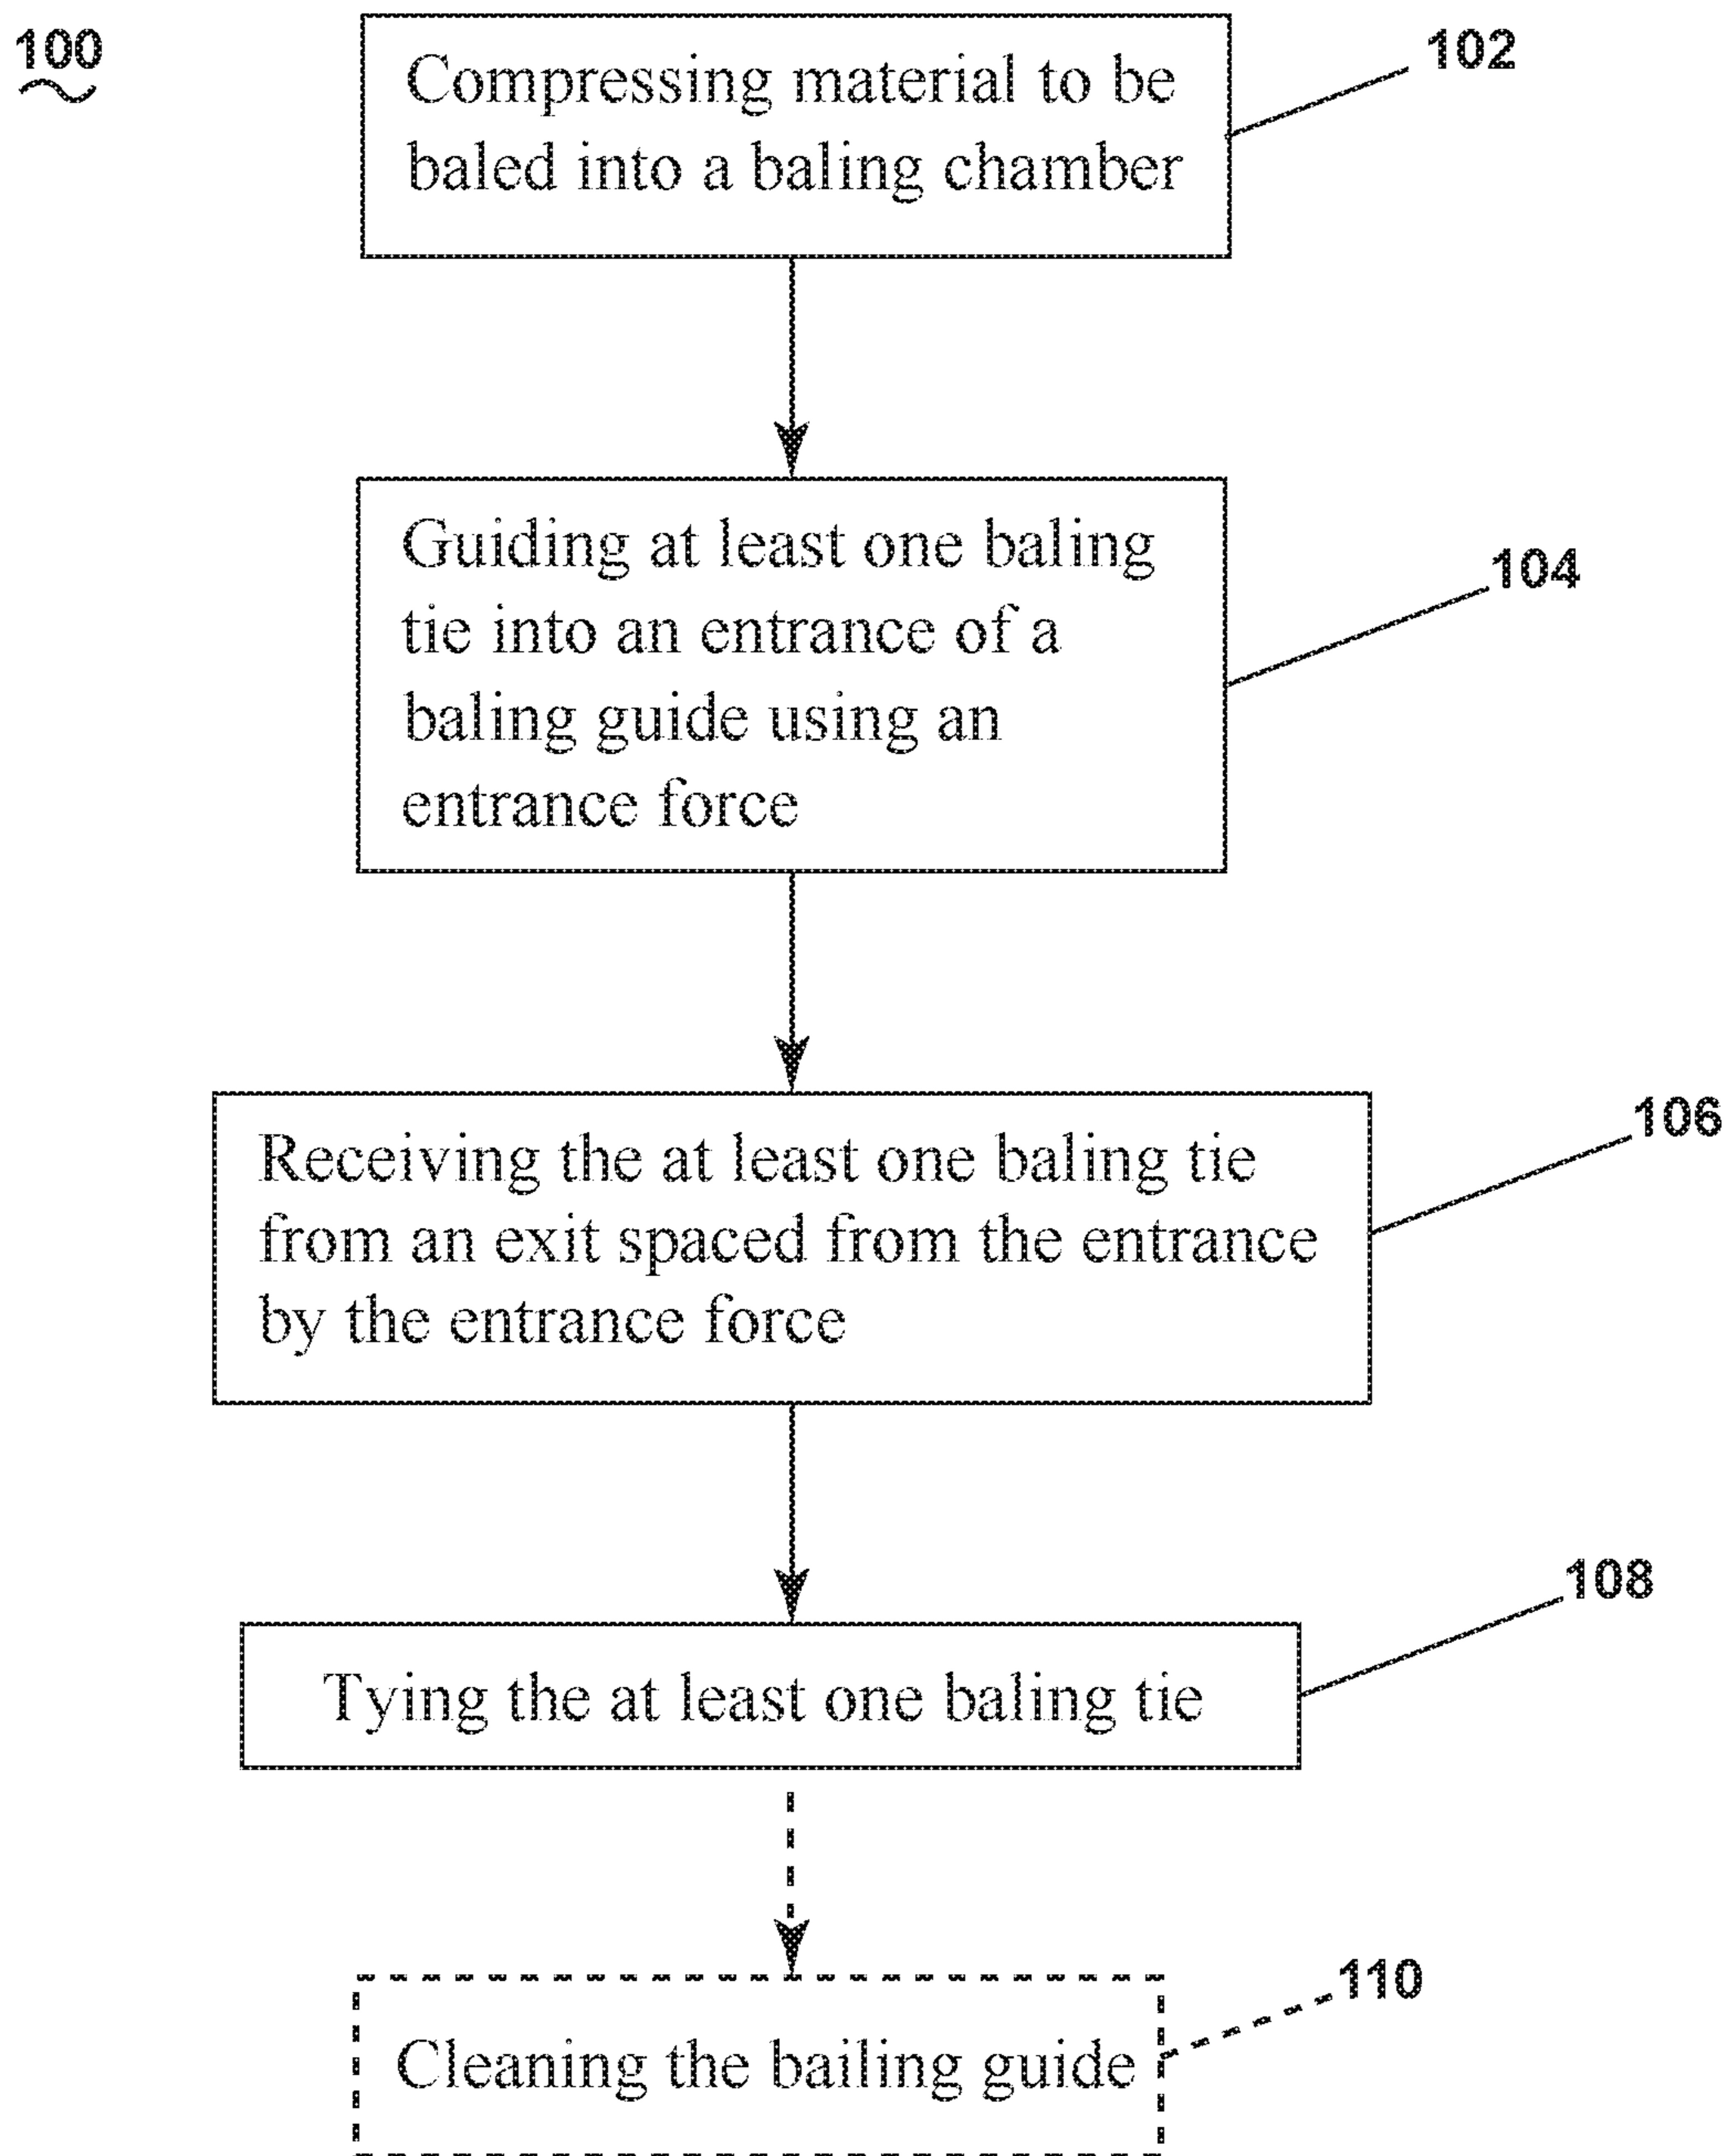 100
102
Compressing material to be
baled into a baling chamber
104
Guiding at least one baling
tie into an entrance of a
baling guide using an
entrance force
106
Receiving the at least one baling tie
from an exit spaced from the entrance
by the entrance force
108
Tying the at least one baling tie
110
Cleaning the bailing guide